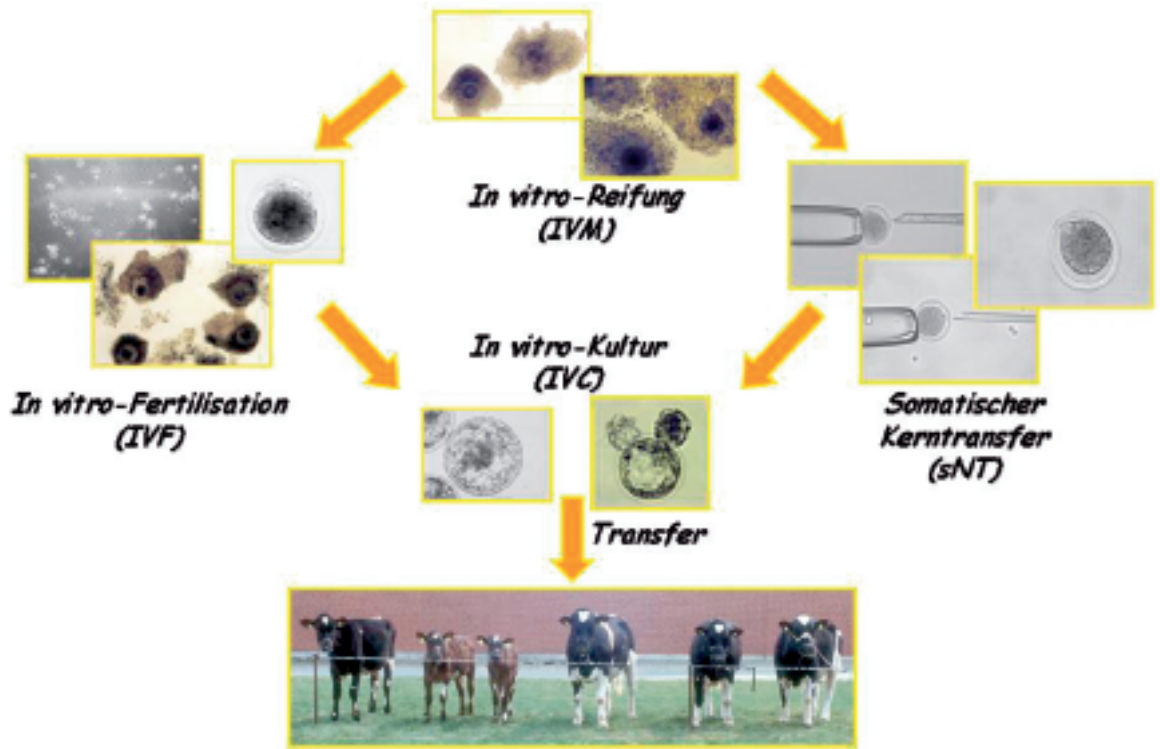 In vitro-Reifung
(IVM)
In vitro-Fertilisation
(IVF)
In vitro-Kultur
(IVC)
Somatischer
Kerntransfer
(sNT)
Transfer